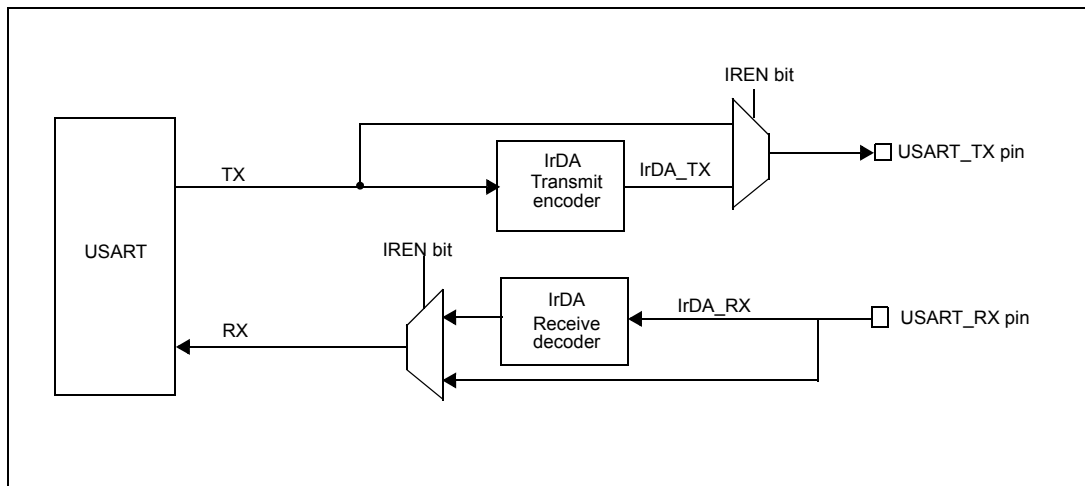 IREN bit
IrDA
Transmit
encoder
TX
IrDA_TX
USART_TX pin
USART
IREN bit
IrDA
Receive
decoder
RX
IrDA_RX
USART_RX pin